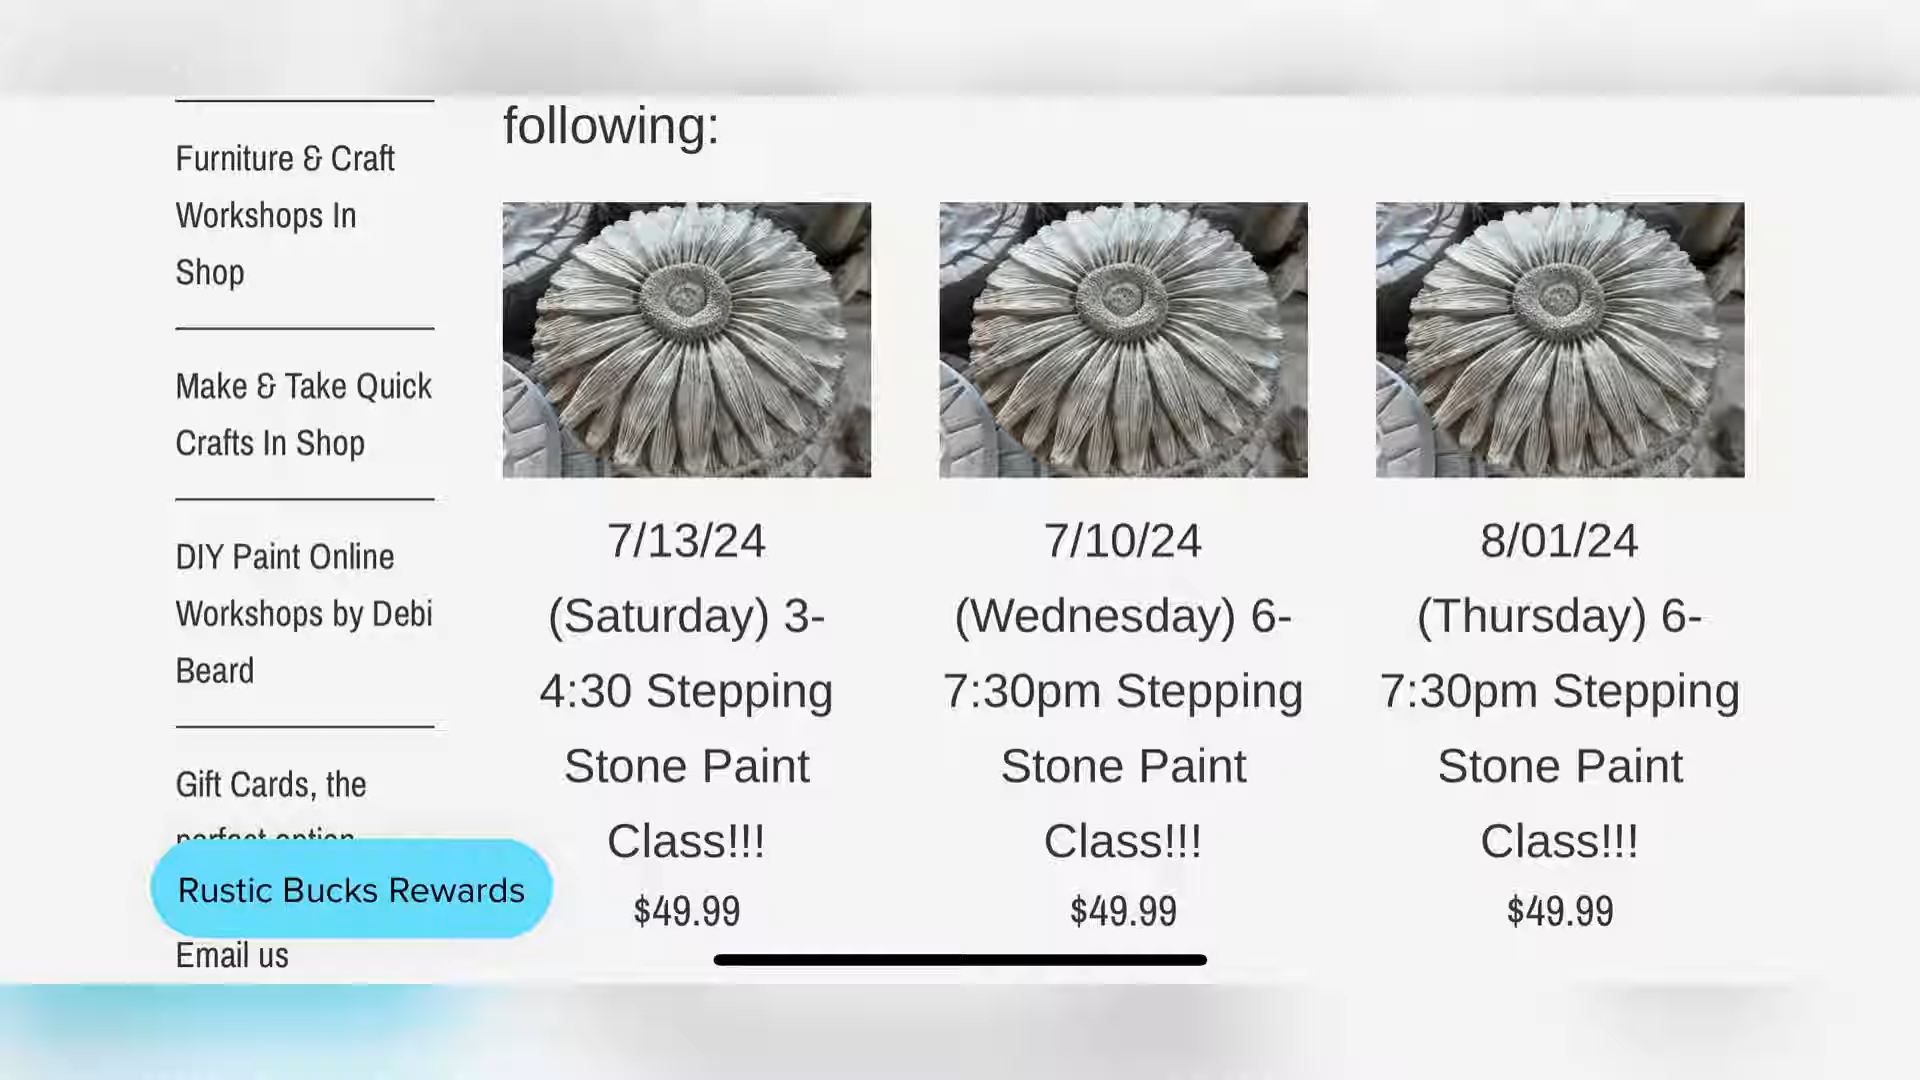 following:
Furniture & Craft
Workshops In
Shop
Make & Take Quick
Crafts In Shop
DIY Paint Online
Workshops by Debi
Beard
Gift Cards, the
perfect option
Rustic Bucks Rewards
Email us
7/13/24
(Saturday) 3-
4:30 Stepping
Stone Paint
Class!!!
$49.99
7/10/24
(Wednesday) 6-
7:30pm Stepping
Stone Paint
Class!!!
$49.99
8/01/24
(Thursday) 6-
7:30pm Stepping
Stone Paint
Class!!!
$49.99